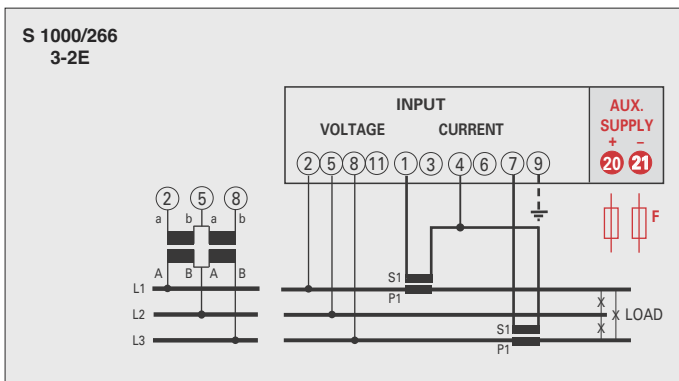 S 1000/266
3-2E
INPUT
AUX.
SUPPLY
VOLTAGE CURRENT
+ –
2 5 8 11 1 3 4 6 7 9 20 21
2 5 8
a b a b
F
A B A B
S1
P1
L1
L2
LOAD
S1
L3
P1